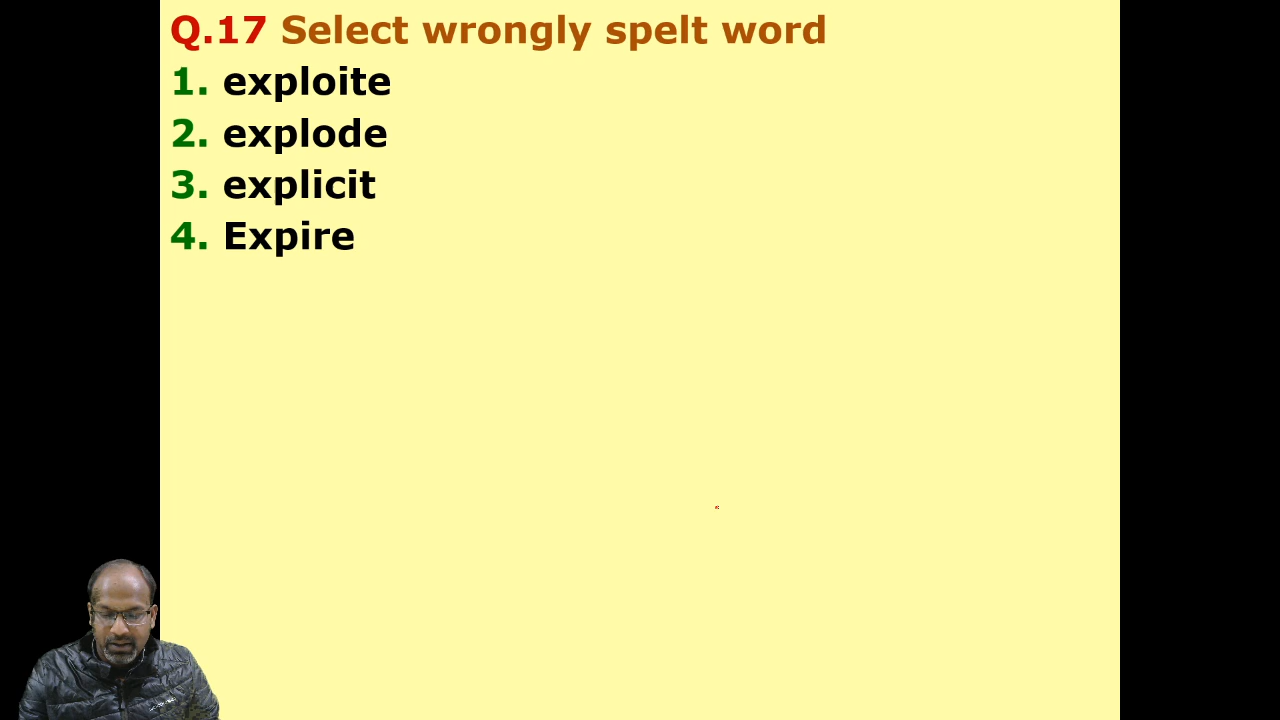 Q.17 Select wrongly spelt word
1. exploite
2. explode
3. explicit
4. Expire